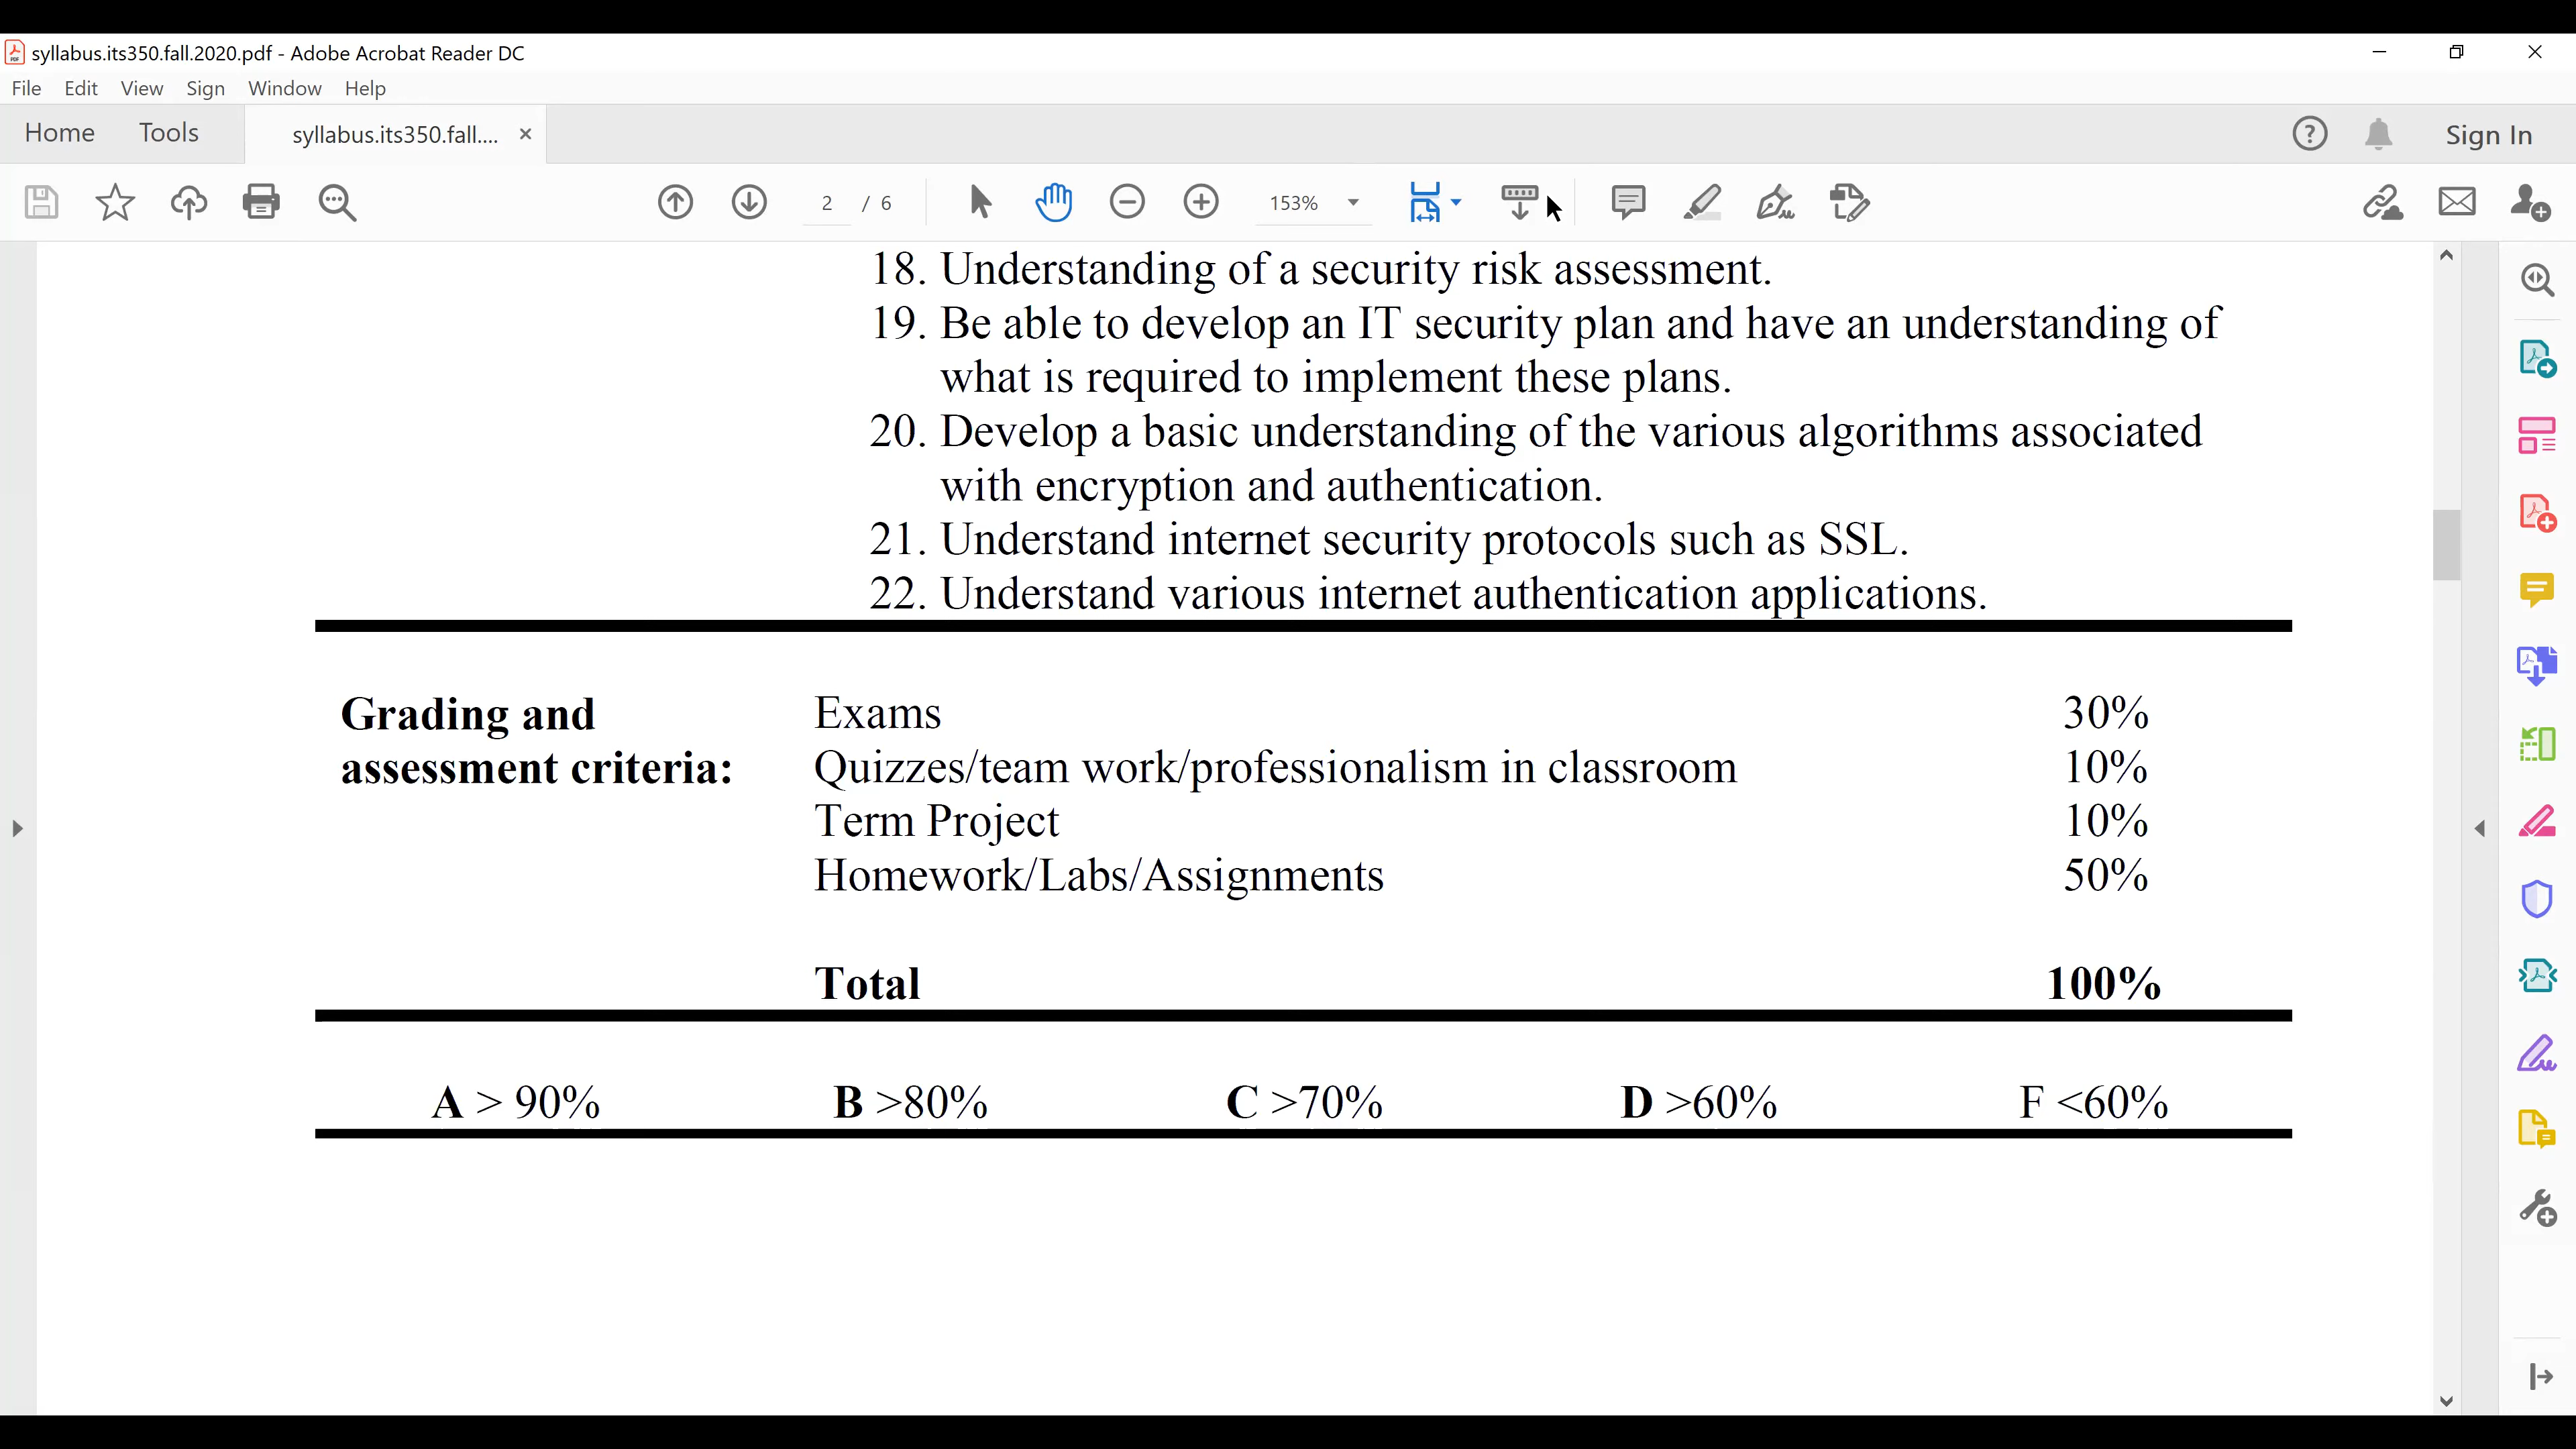 syllabus.its350.fall.2020.pdf - Adobe Acrobat Reader DC
File Edit View Sign Window Help
Home Tools syllabus.its350.fall.... × Sign In
2 / 6 153%
18. Understanding of a security risk assessment.
19. Be able to develop an IT security plan and have an understanding of
what is required to implement these plans.
20. Develop a basic understanding of the various algorithms associated
with encryption and authentication.
21. Understand internet security protocols such as SSL.
22. Understand various internet authentication applications.
Grading and Exams 30%
assessment criteria: Quizzes/team work/professionalism in classroom 10%
Term Project 10%
Homework/Labs/Assignments 50%
Total 100%
A > 90% B >80% C >70% D >60% F <60%